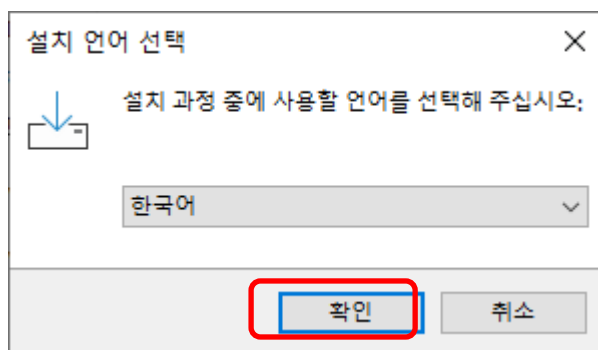 설치 언어 선택
설치 과정 중에 사용할 언어를 선택해 주십시오:
한국어
확인
취소